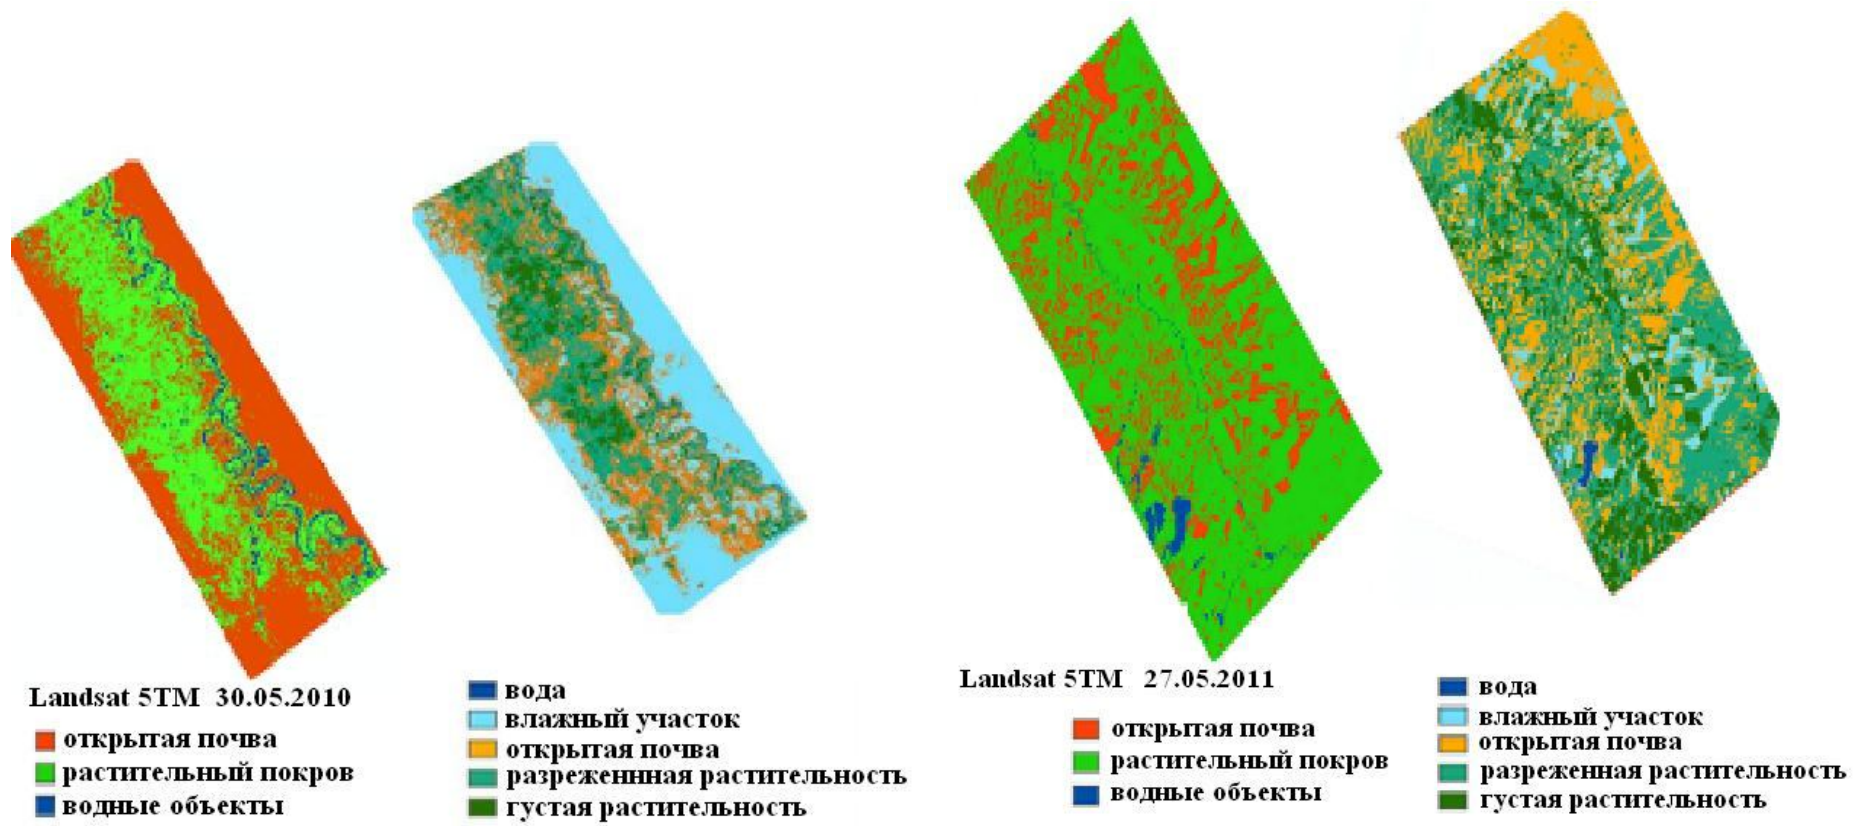 Landsat 5TM 30.05.2010
открытая почва
растительный покров
водные объекты
вода
влажный участок
открытая почва
разреженнная растительность
густая растительность
Landsat 5TM 27.05.2011
открытая почва
растительный покров
водные объекты
вода
влажный участок
открытая почва
разреженная растительность
густая растительность